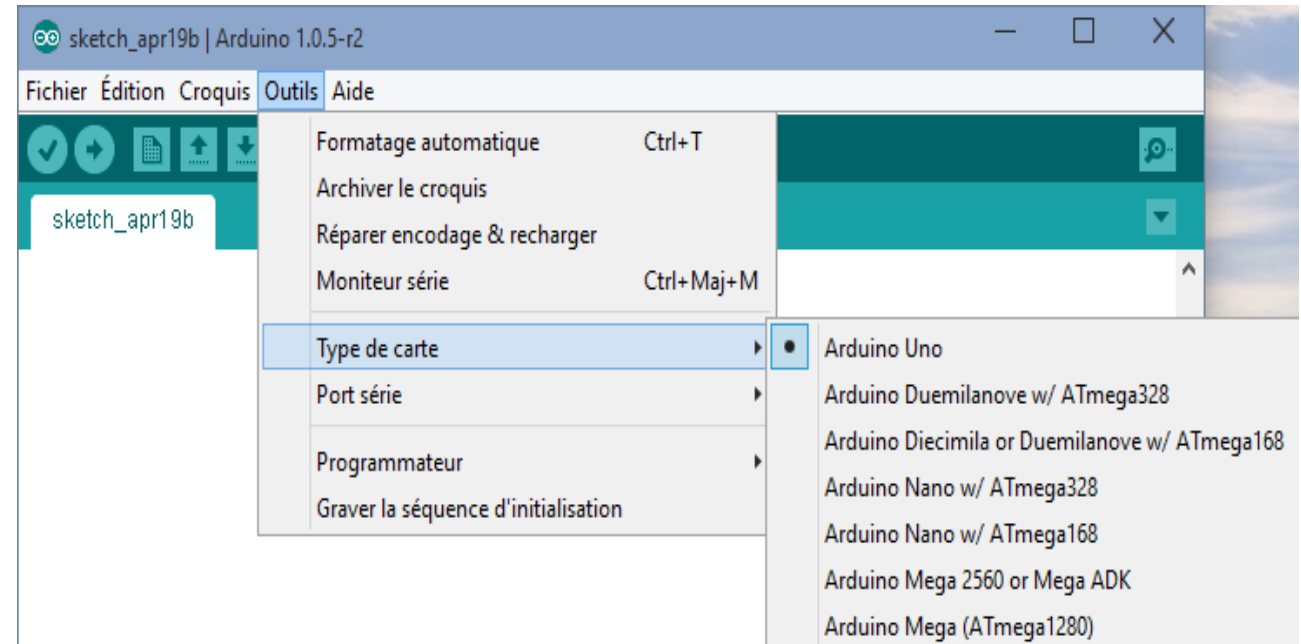 sketch_apr19b | Arduino 1.0.5-r2
Fichier Édition Croquis Outils Aide
sketch_apr19b
Formatage automatique Ctrl+T
Archiver le croquis
Réparer encodage & recharger
Moniteur série Ctrl+Maj+M
Type de carte
Port série
Programmateur
Graver la séquence d'initialisation
Arduino Uno
Arduino Duemilanove w/ ATmega328
Arduino Diecimila or Duemilanove w/ ATmega168
Arduino Nano w/ ATmega328
Arduino Nano w/ ATmega168
Arduino Mega 2560 or Mega ADK
Arduino Mega (ATmega1280)